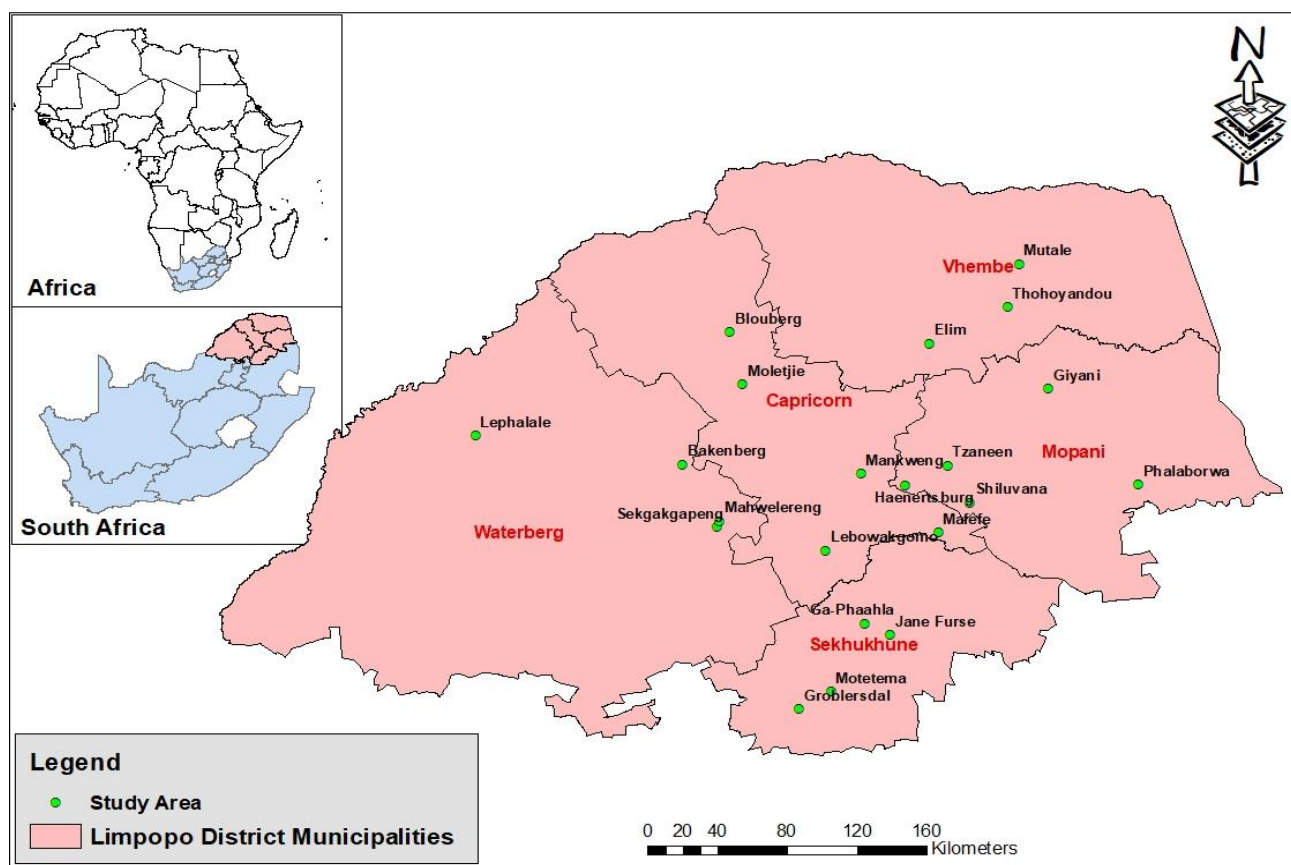 N
Africa
South Africa
Mutale
Vhembe
Thohoyandou
Blouberg
Elim
Moletjie
Giyani
Capricorn
Lephalale
Bakenberg
Mankweng
Tzaneen
Mopani
Phalaborwa
Haenertsburg
Shiluvana
Mahwelereng
Sekgakgapeng
Waterberg
Mafefe
Lebowakgomo
Ga-Phaahla
Jane Furse
Sekhukhune
Motetema
Groblersdal
Legend
Study Area
Limpopo District Municipalities
0 20 40 80 120 160
Kilometers